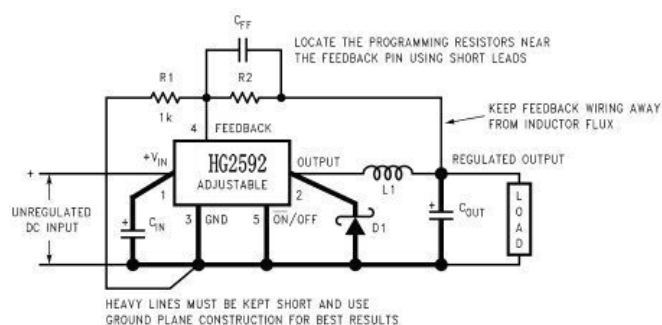 CFF
LOCATE THE PROGRAMMING RESISTORS NEAR
THE FEEDBACK PIN USING SHORT LEADS
R1
R2
1k
4
FEEDBACK
KEEP FEEDBACK WIRING AWAY
FROM INDUCTOR FLUX
+VIN
HG2592
ADJUSTABLE
OUTPUT
L1
REGULATED OUTPUT
+
1
2
UNREGULATED
DC INPUT
+
CIN
3
GND
5
ON/OFF
D1
+
COUT
LOAD
HEAVY LINES MUST BE KEPT SHORT AND USE
GROUND PLANE CONSTRUCTION FOR BEST RESULTS